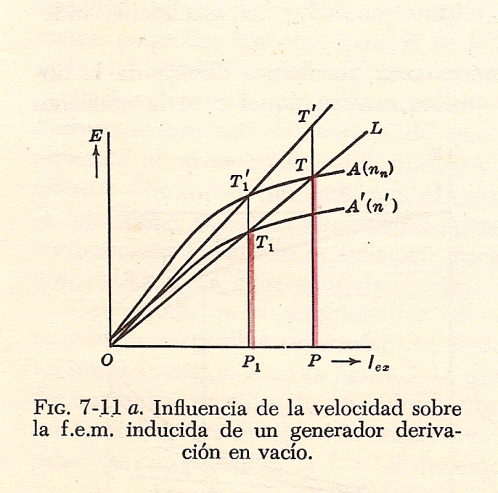 T'
E
L
T'₁
T
A(nₙ)
A'(n')
T₁
O
P₁
P
I_ex
FIG. 7-11 a. Influencia de la velocidad sobre
la f.e.m. inducida de un generador deriva-
ción en vacío.